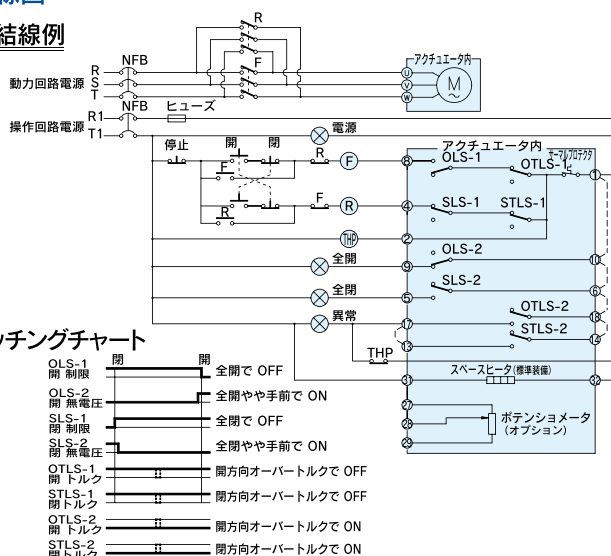 結線例
R
アクチュエータ内
NFB
F
動力回路電源
R
S
T
U
V
W
M
NFB
ヒューズ
操作回路電源
R1
T1
電源
停止
開
閉
R
F
F
R
F
R
THP
全開
全閉
異常
THP
アクチュエータ内
サーマルプロテクタ
8
OLS-1
OTLS-1
1
4
SLS-1
STLS-1
2
OLS-2
9
10
SLS-2
5
6
17
OTLS-2
18
STLS-2
13
14
スペースヒータ(標準装備)
31
32
27
28
29
ポテンショメータ
(オプション)
ッチングチャート
閉
開
OLS-1
開 制限
全開で OFF
OLS-2
開 無電圧
全開やや手前で ON
SLS-1
閉 制限
全閉で OFF
SLS-2
閉 無電圧
全閉やや手前で ON
OTLS-1
開 トルク
開方向オーバートルクで OFF
STLS-1
閉トルク
閉方向オーバートルクで OFF
OTLS-2
開 トルク
開方向オーバートルクで ON
STLS-2
閉トルク
閉方向オーバートルクで ON